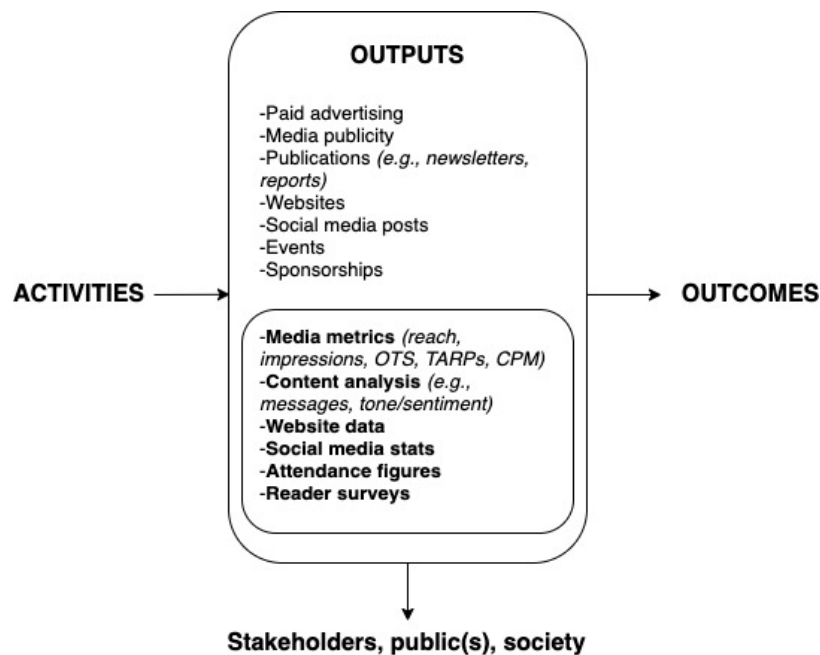 OUTPUTS
-Paid advertising
-Media publicity
-Publications (e.g., newsletters,
reports)
-Websites
-Social media posts
-Events
-Sponsorships
ACTIVITIES
OUTCOMES
-Media metrics (reach,
impressions, OTS, TARPs, CPM)
-Content analysis (e.g.,
messages, tone/sentiment)
-Website data
-Social media stats
-Attendance figures
-Reader surveys
Stakeholders, public(s), society